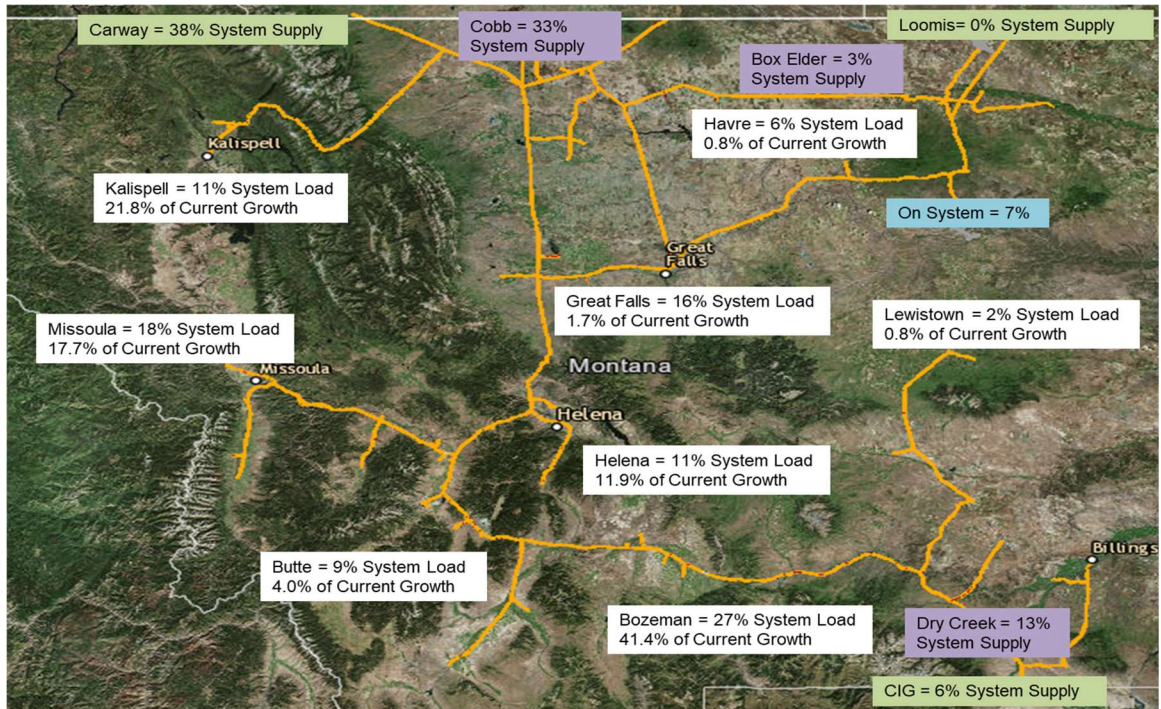 Carway = 38% System Supply
Cobb = 33%
System Supply
Loomis= 0% System Supply
Box Elder = 3%
System Supply
Havre = 6% System Load
0.8% of Current Growth
Kalispell
Kalispell = 11% System Load
21.8% of Current Growth
On System = 7%
Great
Falls
Great Falls = 16% System Load
1.7% of Current Growth
Lewistown = 2% System Load
0.8% of Current Growth
Missoula = 18% System Load
17.7% of Current Growth
Missoula
Montana
Helena
Helena = 11% System Load
11.9% of Current Growth
Billings
Butte = 9% System Load
4.0% of Current Growth
Bozeman = 27% System Load
41.4% of Current Growth
Dry Creek = 13%
System Supply
CIG = 6% System Supply